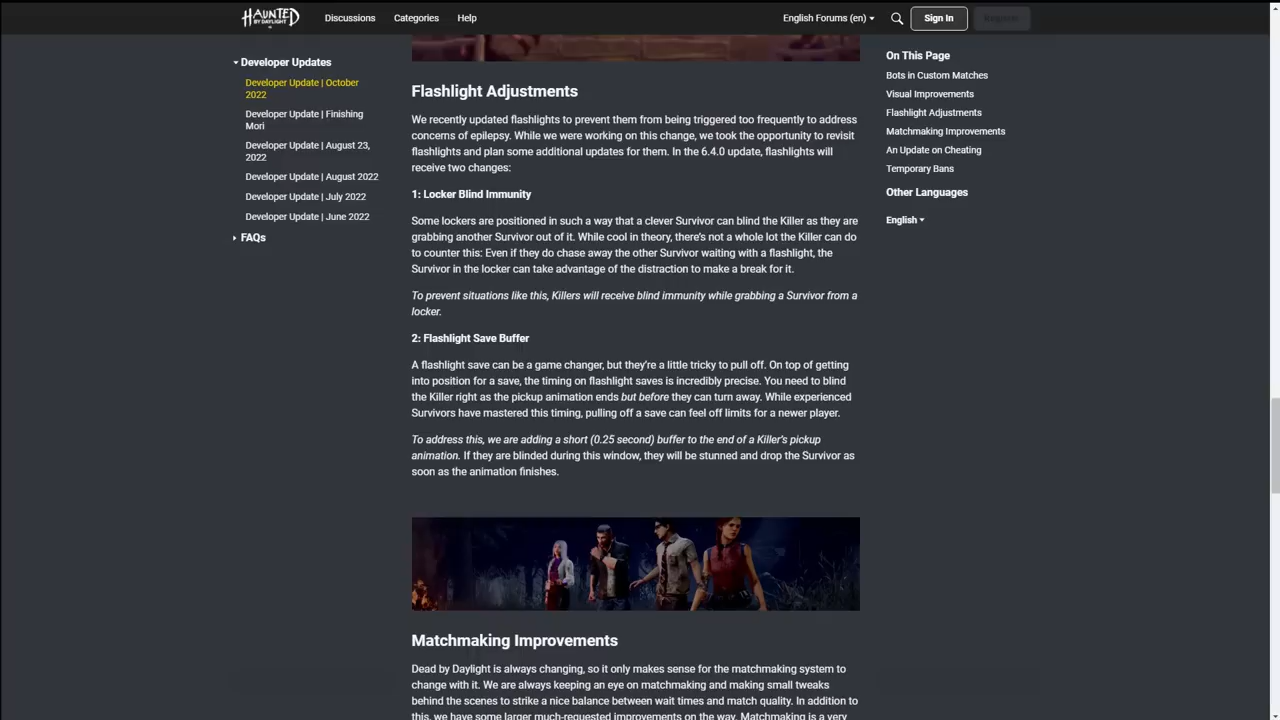 HAUNTED
BY DAYLIGHT
Discussions
Categories
Help
English Forums (en)
Sign In
Register
Developer Updates
Developer Update | October
2022
Developer Update | Finishing
Mori
Developer Update | August 23,
2022
Developer Update | August 2022
Developer Update | July 2022
Developer Update | June 2022
FAQs
Flashlight Adjustments
We recently updated flashlights to prevent them from being triggered too frequently to address
concerns of epilepsy. While we were working on this change, we took the opportunity to revisit
flashlights and plan some additional updates for them. In the 6.4.0 update, flashlights will
receive two changes:
1: Locker Blind Immunity
Some lockers are positioned in such a way that a clever Survivor can blind the Killer as they are
grabbing another Survivor out of it. While cool in theory, there's not a whole lot the Killer can do
to counter this: Even if they do chase away the other Survivor waiting with a flashlight, the
Survivor in the locker can take advantage of the distraction to make a break for it.
To prevent situations like this, Killers will receive blind immunity while grabbing a Survivor from a
locker.
2: Flashlight Save Buffer
A flashlight save can be a game changer, but they're a little tricky to pull off. On top of getting
into position for a save, the timing on flashlight saves is incredibly precise. You need to blind
the Killer right as the pickup animation ends but before they can turn away. While experienced
Survivors have mastered this timing, pulling off a save can feel off limits for a newer player.
To address this, we are adding a short (0.25 second) buffer to the end of a Killer's pickup
animation. If they are blinded during this window, they will be stunned and drop the Survivor as
soon as the animation finishes.
Matchmaking Improvements
Dead by Daylight is always changing, so it only makes sense for the matchmaking system to
change with it. We are always keeping an eye on matchmaking and making small tweaks
behind the scenes to strike a nice balance between wait times and match quality. In addition to
this, we have some larger much-requested improvements on the way. Matchmaking is a very
On This Page
Bots in Custom Matches
Visual Improvements
Flashlight Adjustments
Matchmaking Improvements
An Update on Cheating
Temporary Bans
Other Languages
English